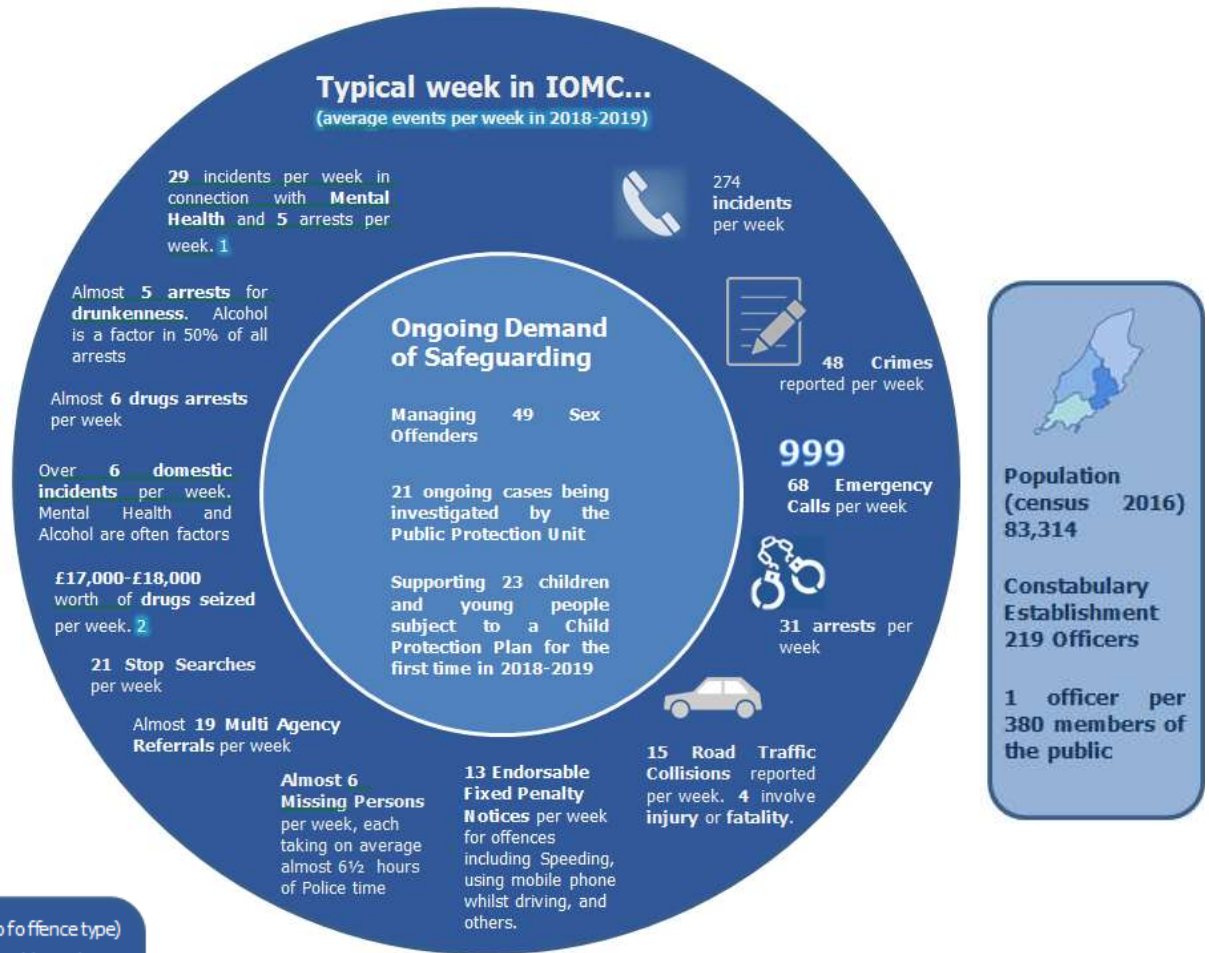 Typical week in IOMC...
(average events per week in 2018-2019)
29 incidents per week in
connection with Mental
Health and 5 arrests per
week. 1
274
incidents
per week
Almost 5 arrests for
drunkenness. Alcohol
is a factor in 50% of all
arrests
48 Crimes
reported per week
Almost 6 drugs arrests
per week
999
68 Emergency
Calls per week
Over 6 domestic
incidents per week.
Mental Health and
Alcohol are often factors
31 arrests per
week
£17,000-£18,000
worth of drugs seized
per week. 2
21 Stop Searches
per week
Almost 19 Multi Agency
Referrals per week
Almost 6
Missing Persons
per week, each
taking on average
almost 6½ hours
of Police time
13 Endorsable
Fixed Penalty
Notices per week
for offences
including Speeding,
using mobile phone
whilst driving, and
others.
15 Road Traffic
Collisions reported
per week. 4 involve
injury or fatality.
Ongoing Demand
of Safeguarding
Managing 49 Sex
Offenders
21 ongoing cases being
investigated by the
Public Protection Unit
Supporting 23 children
and young people
subject to a Child
Protection Plan for the
first time in 2018-2019
Population
(census 2016)
83,314
Constabulary
Establishment
219 Officers
1 officer per
380 members of
the public
offence type)